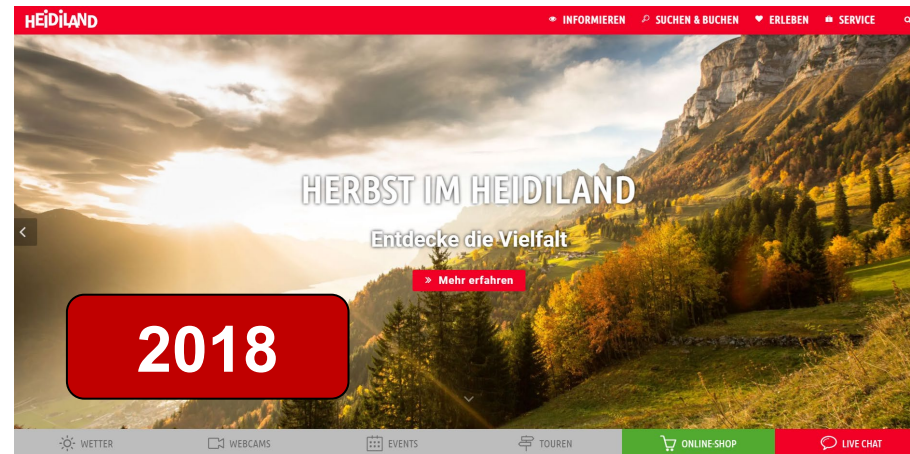 HEiDiLAND
INFORMIEREN
SUCHEN & BUCHEN
ERLEBEN
SERVICE
HERBST IM HEIDILAND
Entdecke die Vielfalt
Mehr erfahren
2018
WETTER
WEBCAMS
EVENTS
TOUREN
ONLINE-SHOP
LIVE CHAT